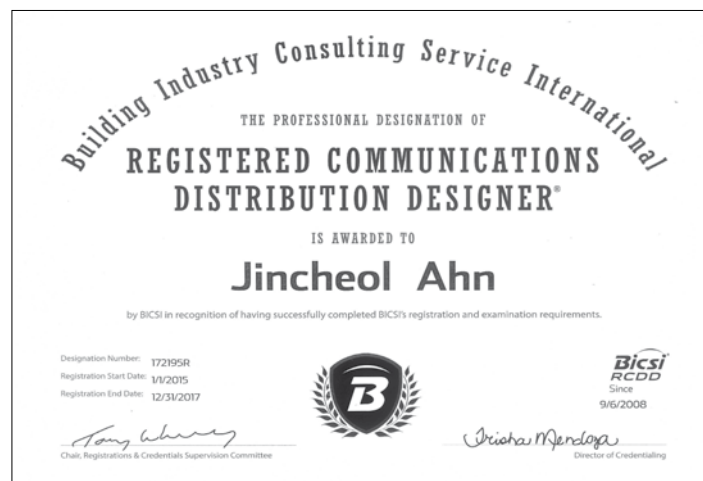 Building Industry Consulting Service International
THE PROFESSIONAL DESIGNATION OF
REGISTERED COMMUNICATIONS
DISTRIBUTION DESIGNER®
IS AWARDED TO
Jincheol Ahn
by BICSI in recognition of having successfully completed BICSI's registration and examination requirements.
Designation Number: 172195R
Registration Start Date: 1/1/2015
Registration End Date: 12/31/2017
B
Bicsi
RCDD
Since
9/6/2008
Trisha Mendoza
Chair, Registrations & Credentials Supervision Committee
Director of Credentialing